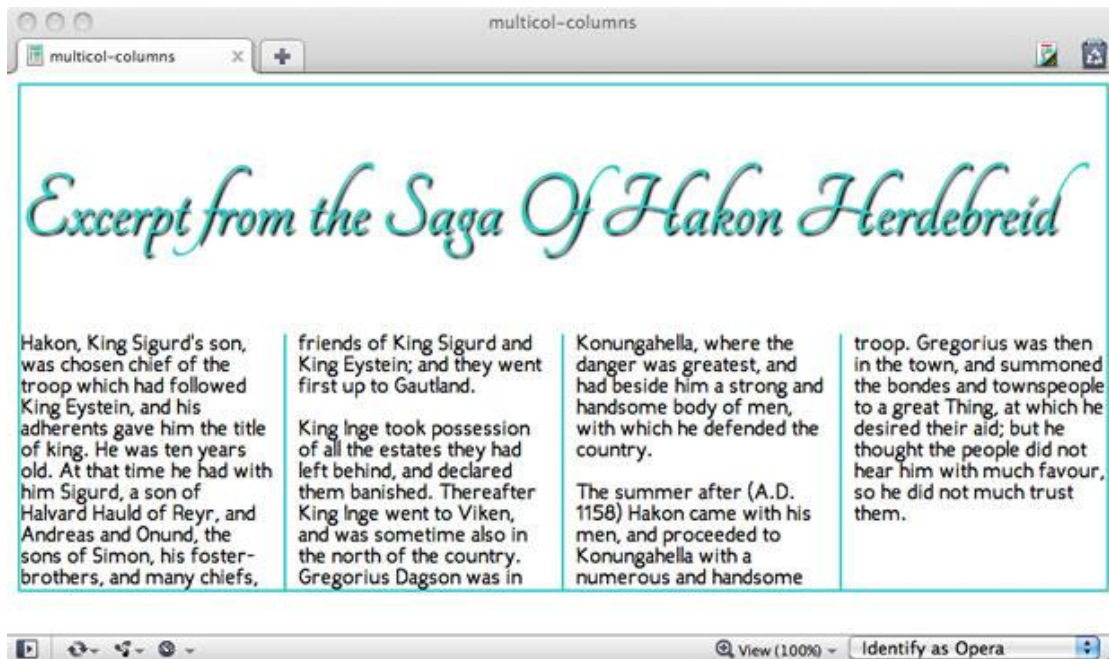 multicol-columns
multicol-columns
Excerpt from the Saga Of Hakon Herdebreid
Hakon, King Sigurd's son,
was chosen chief of the
troop which had followed
King Eystein, and his
adherents gave him the title
of king. He was ten years
old. At that time he had with
him Sigurd, a son of
Halvard Hauld of Reyr, and
Andreas and Onund, the
sons of Simon, his foster-
brothers, and many chiefs,
friends of King Sigurd and
King Eystein; and they went
first up to Gautland.
King Inge took possession
of all the estates they had
left behind, and declared
them banished. Thereafter
King Inge went to Viken,
and was sometime also in
the north of the country.
Gregorius Dagson was in
Konungahella, where the
danger was greatest, and
had beside him a strong and
handsome body of men,
with which he defended the
country.
The summer after (A.D.
1158) Hakon came with his
men, and proceeded to
Konungahella with a
numerous and handsome
troop. Gregorius was then
in the town, and summoned
the bondes and townspeople
to a great Thing, at which he
desired their aid; but he
thought the people did not
hear him with much favour,
so he did not much trust
them.
View (100%)
Identify as Opera